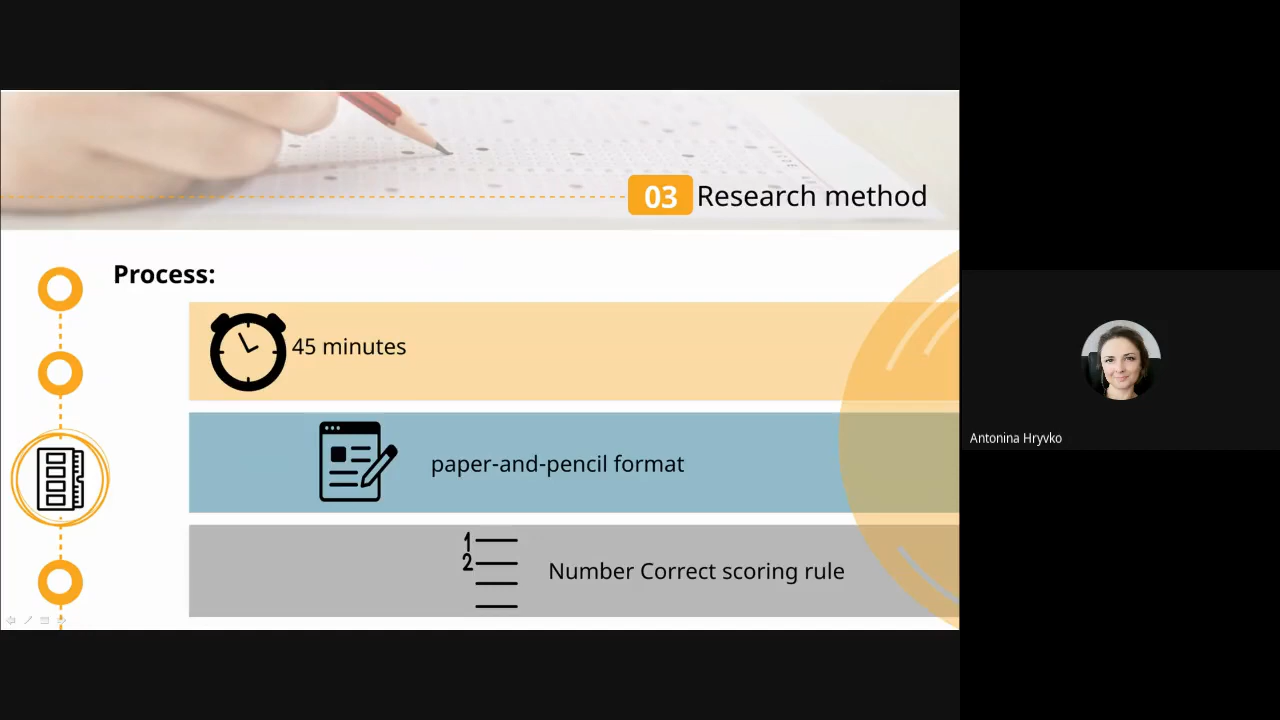 03 Research method
Process:
45 minutes
paper-and-pencil format
1
2
Number Correct scoring rule
Antonina Hryvko